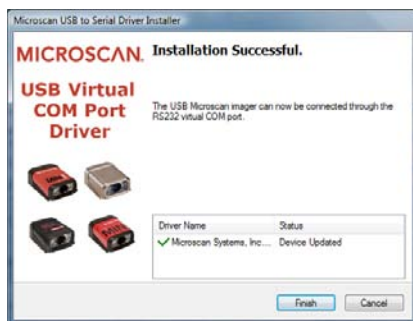 Microscan USB to Serial Driver Installer
MICROSCAN.
Installation Successful.
USB Virtual
COM Port
Driver
The USB Microscan imager can now be connected through the
RS232 virtual COM port.
Driver Name Status
Microscan Systems, Inc... Device Updated
Finish Cancel